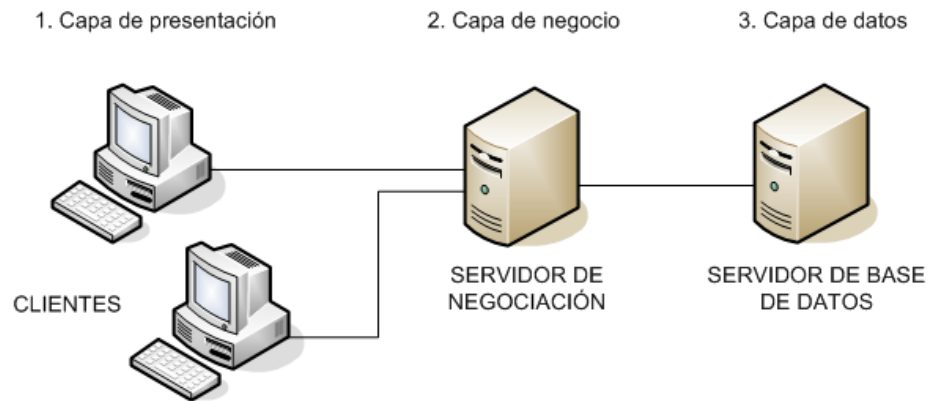 1. Capa de presentación
2. Capa de negocio
3. Capa de datos
CLIENTES
SERVIDOR DE
NEGOCIACIÓN
SERVIDOR DE BASE
DE DATOS